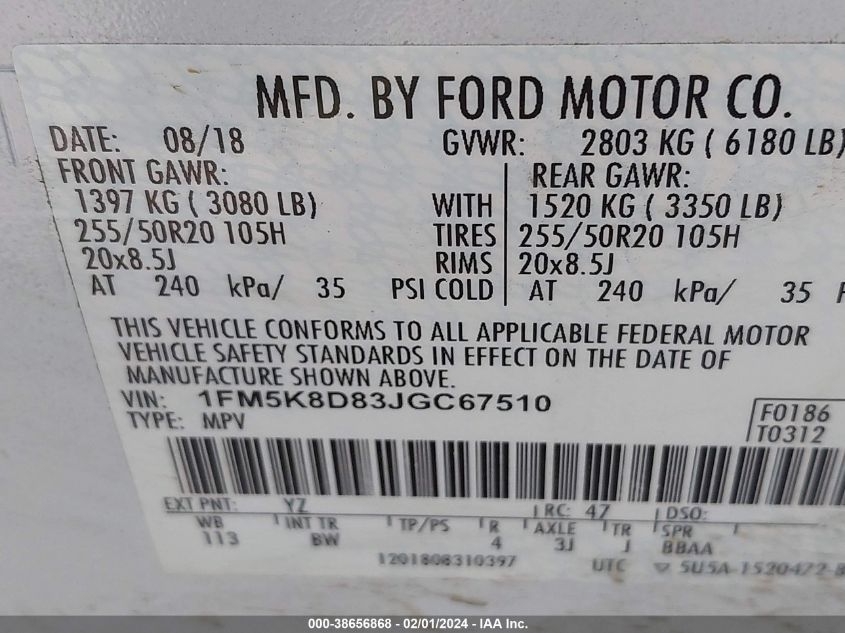 MFD. BY FORD MOTOR CO.
DATE: 08/18 GVWR: 2803 KG ( 6180 LB)
FRONT GAWR: REAR GAWR:
1397 KG ( 3080 LB) WITH 1520 KG ( 3350 LB)
255/50R20 105H TIRES 255/50R20 105H
20x8.5J RIMS 20x8.5J
AT 240 kPa/ 35 PSI COLD AT 240 kPa/ 35
THIS VEHICLE CONFORMS TO ALL APPLICABLE FEDERAL MOTOR
VEHICLE SAFETY STANDARDS IN EFFECT ON THE DATE OF
MANUFACTURE SHOWN ABOVE.
VIN: 1FM5K8D83JGC67510
TYPE: MPV
F0186
T0312
EXT PNT: YZ RC: 47 DSO:
WB INT TR TP/PS R AXLE TR SPR
113 BW 4 3J J BBAA
1201808310397 UTC ▽ 5U5A-1520472-B
000-38656868 - 02/01/2024 - IAA Inc.